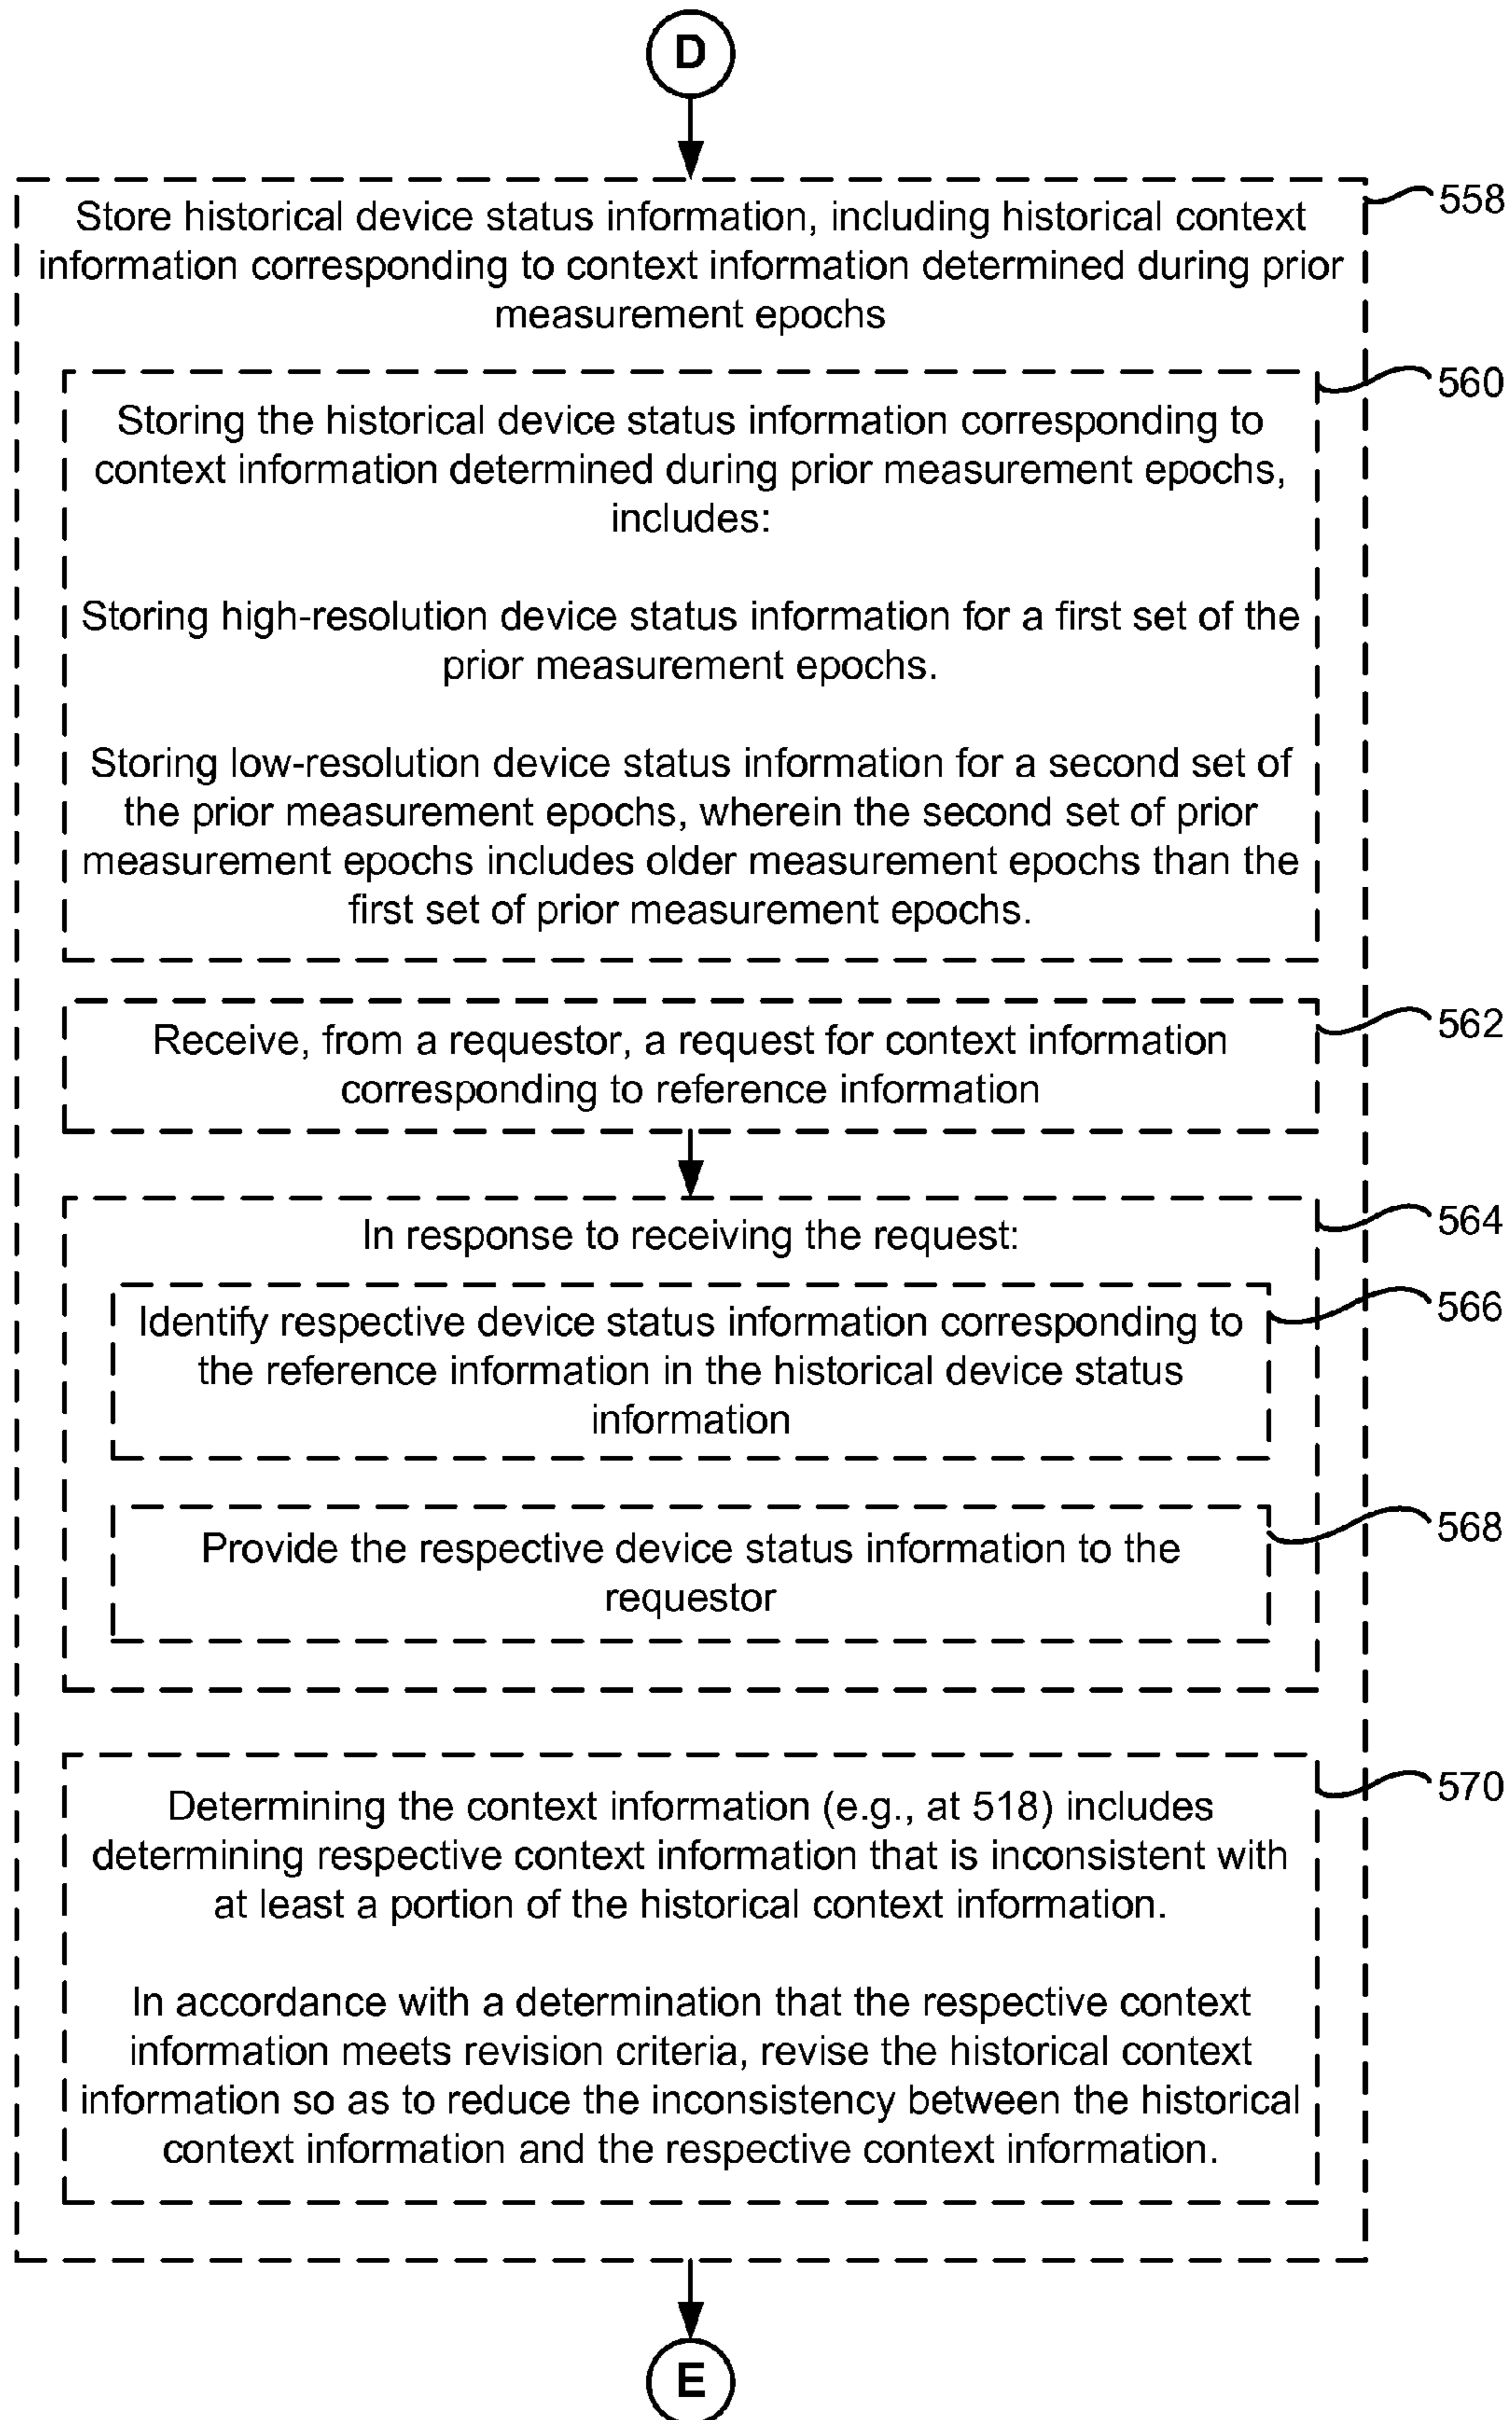 D
Store historical device status information, including historical context
information corresponding to context information determined during prior
measurement epochs
558
Storing the historical device status information corresponding to
context information determined during prior measurement epochs,
includes:
560
Storing high-resolution device status information for a first set of the
prior measurement epochs.
Storing low-resolution device status information for a second set of
the prior measurement epochs, wherein the second set of prior
measurement epochs includes older measurement epochs than the
first set of prior measurement epochs.
Receive, from a requestor, a request for context information
corresponding to reference information
562
In response to receiving the request:
564
Identify respective device status information corresponding to
the reference information in the historical device status
information
566
Provide the respective device status information to the
requestor
568
Determining the context information (e.g., at 518) includes
determining respective context information that is inconsistent with
at least a portion of the historical context information.
570
In accordance with a determination that the respective context
information meets revision criteria, revise the historical context
information so as to reduce the inconsistency between the historical
context information and the respective context information.
E